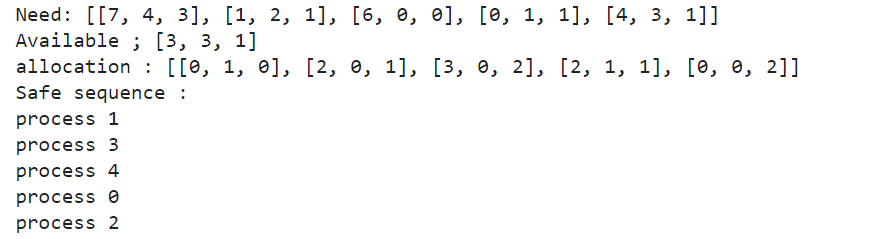 Need: [[7, 4, 3], [1, 2, 1], [6, 0, 0], [0, 1, 1], [4, 3, 1]]
Available ; [3, 3, 1]
allocation : [[0, 1, 0], [2, 0, 1], [3, 0, 2], [2, 1, 1], [0, 0, 2]]
Safe sequence :
process 1
process 3
process 4
process 0
process 2